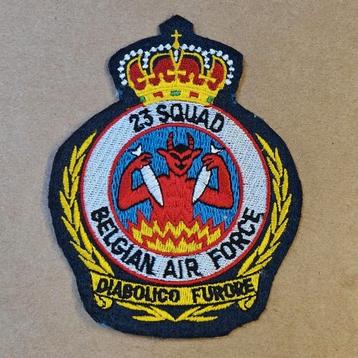 23 SQUAD
BELGIAN AIR FORCE
DIABOLICO FURORE